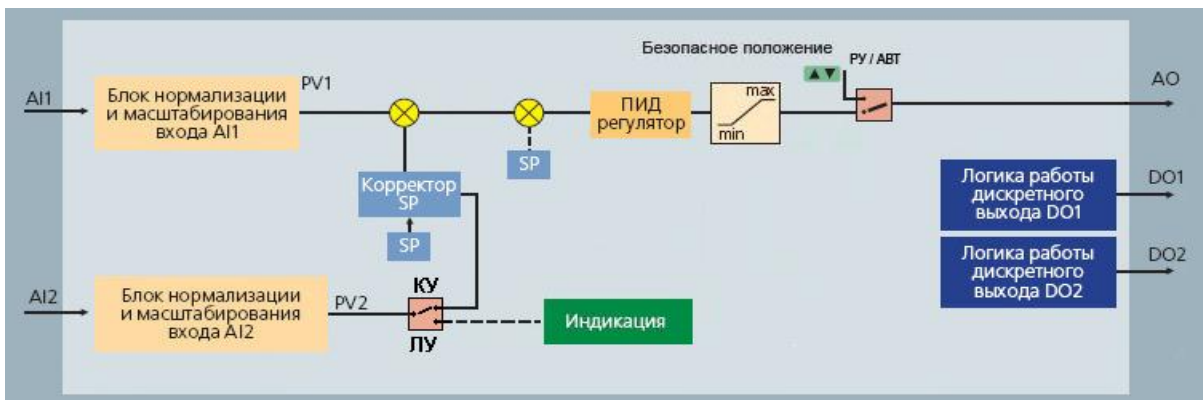 Безопасное положение
РУ / АВТ
AI1
Блок нормализации
и масштабирования
входа AI1
PV1
ПИД
регулятор
max
min
AO
SP
Корректор
SP
SP
Логика работы
дискретного
выхода DO1
DO1
Логика работы
дискретного
выхода DO2
DO2
AI2
Блок нормализации
и масштабирования
входа AI2
PV2
КУ
ЛУ
Индикация